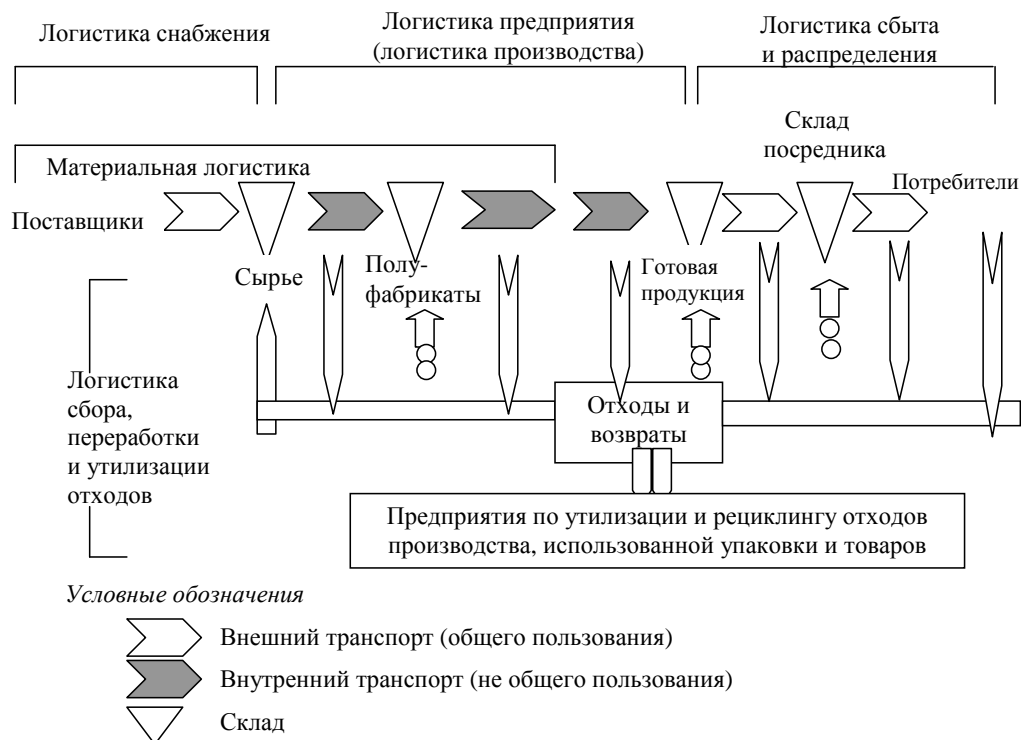 Логистика снабжения
Логистика предприятия
(логистика производства)
Логистика сбыта
и распределения
Склад
посредника
Материальная логистика
Потребители
Поставщики
Сырье
Полу-
фабрикаты
Готовая
продукция
Логистика
сбора,
переработки
и утилизации
отходов
Отходы и
возвраты
Предприятия по утилизации и рециклингу отходов
производства, использованной упаковки и товаров
Условные обозначения
Внешний транспорт (общего пользования)
Внутренний транспорт (не общего пользования)
Склад